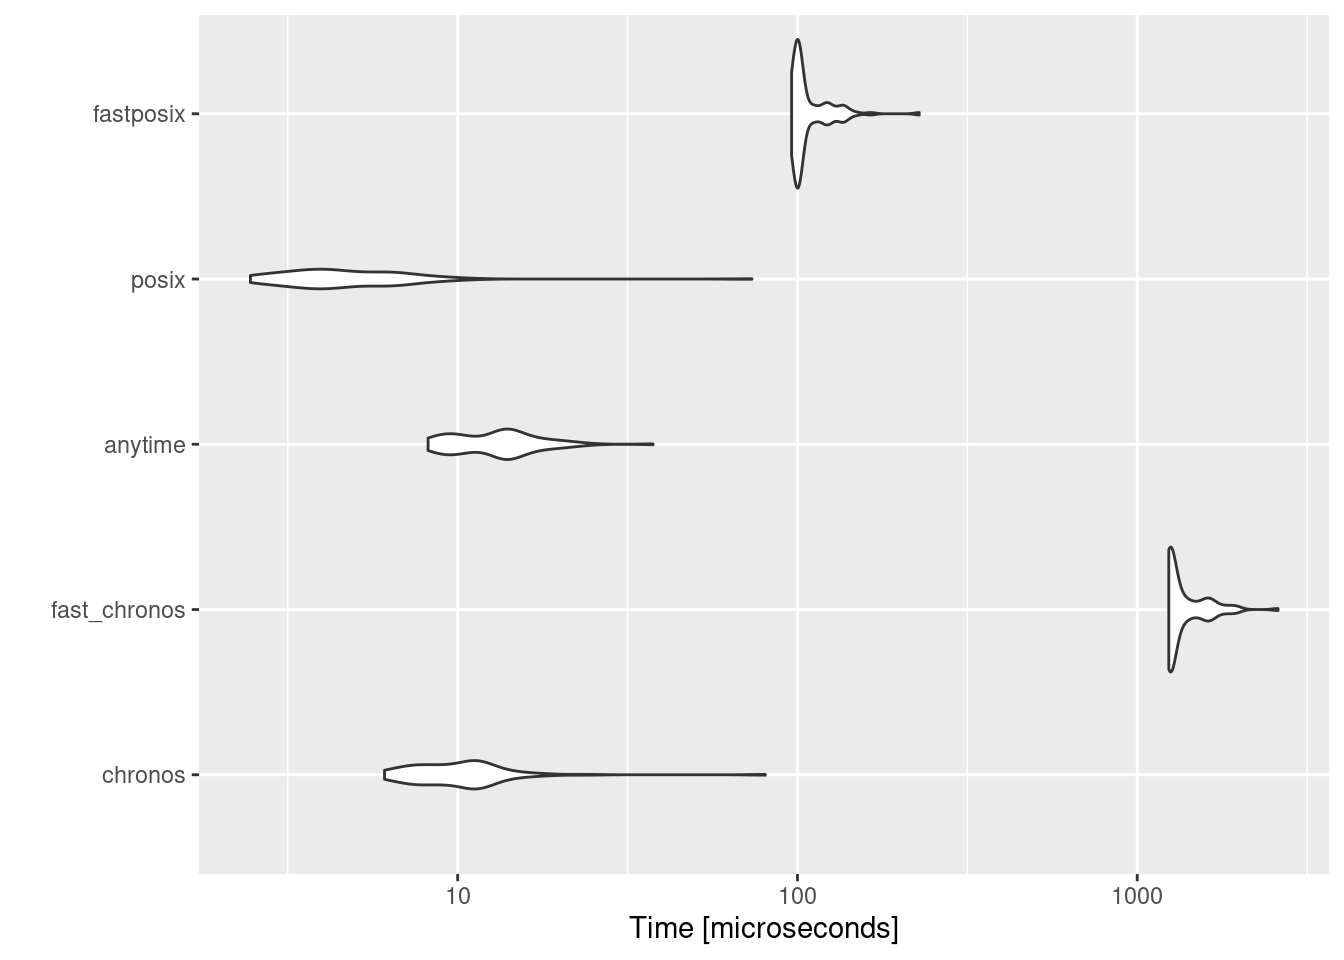 fastposix
posix
anytime
fast_chronos
chronos
10 100 1000
Time [microseconds]